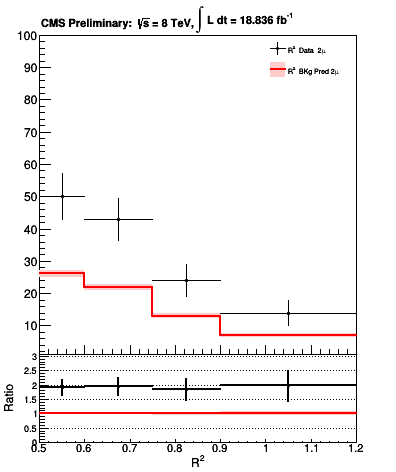 CMS Preliminary: √s = 8 TeV, ∫ L dt = 18.836 fb⁻¹
100
R² Data 2μ
90
R² BKg Pred 2μ
80
70
60
50
40
30
20
10
3
2.5
2
1.5
1
0.5
0
Ratio
0.5 0.6 0.7 0.8 0.9 1 1.1 1.2
R²